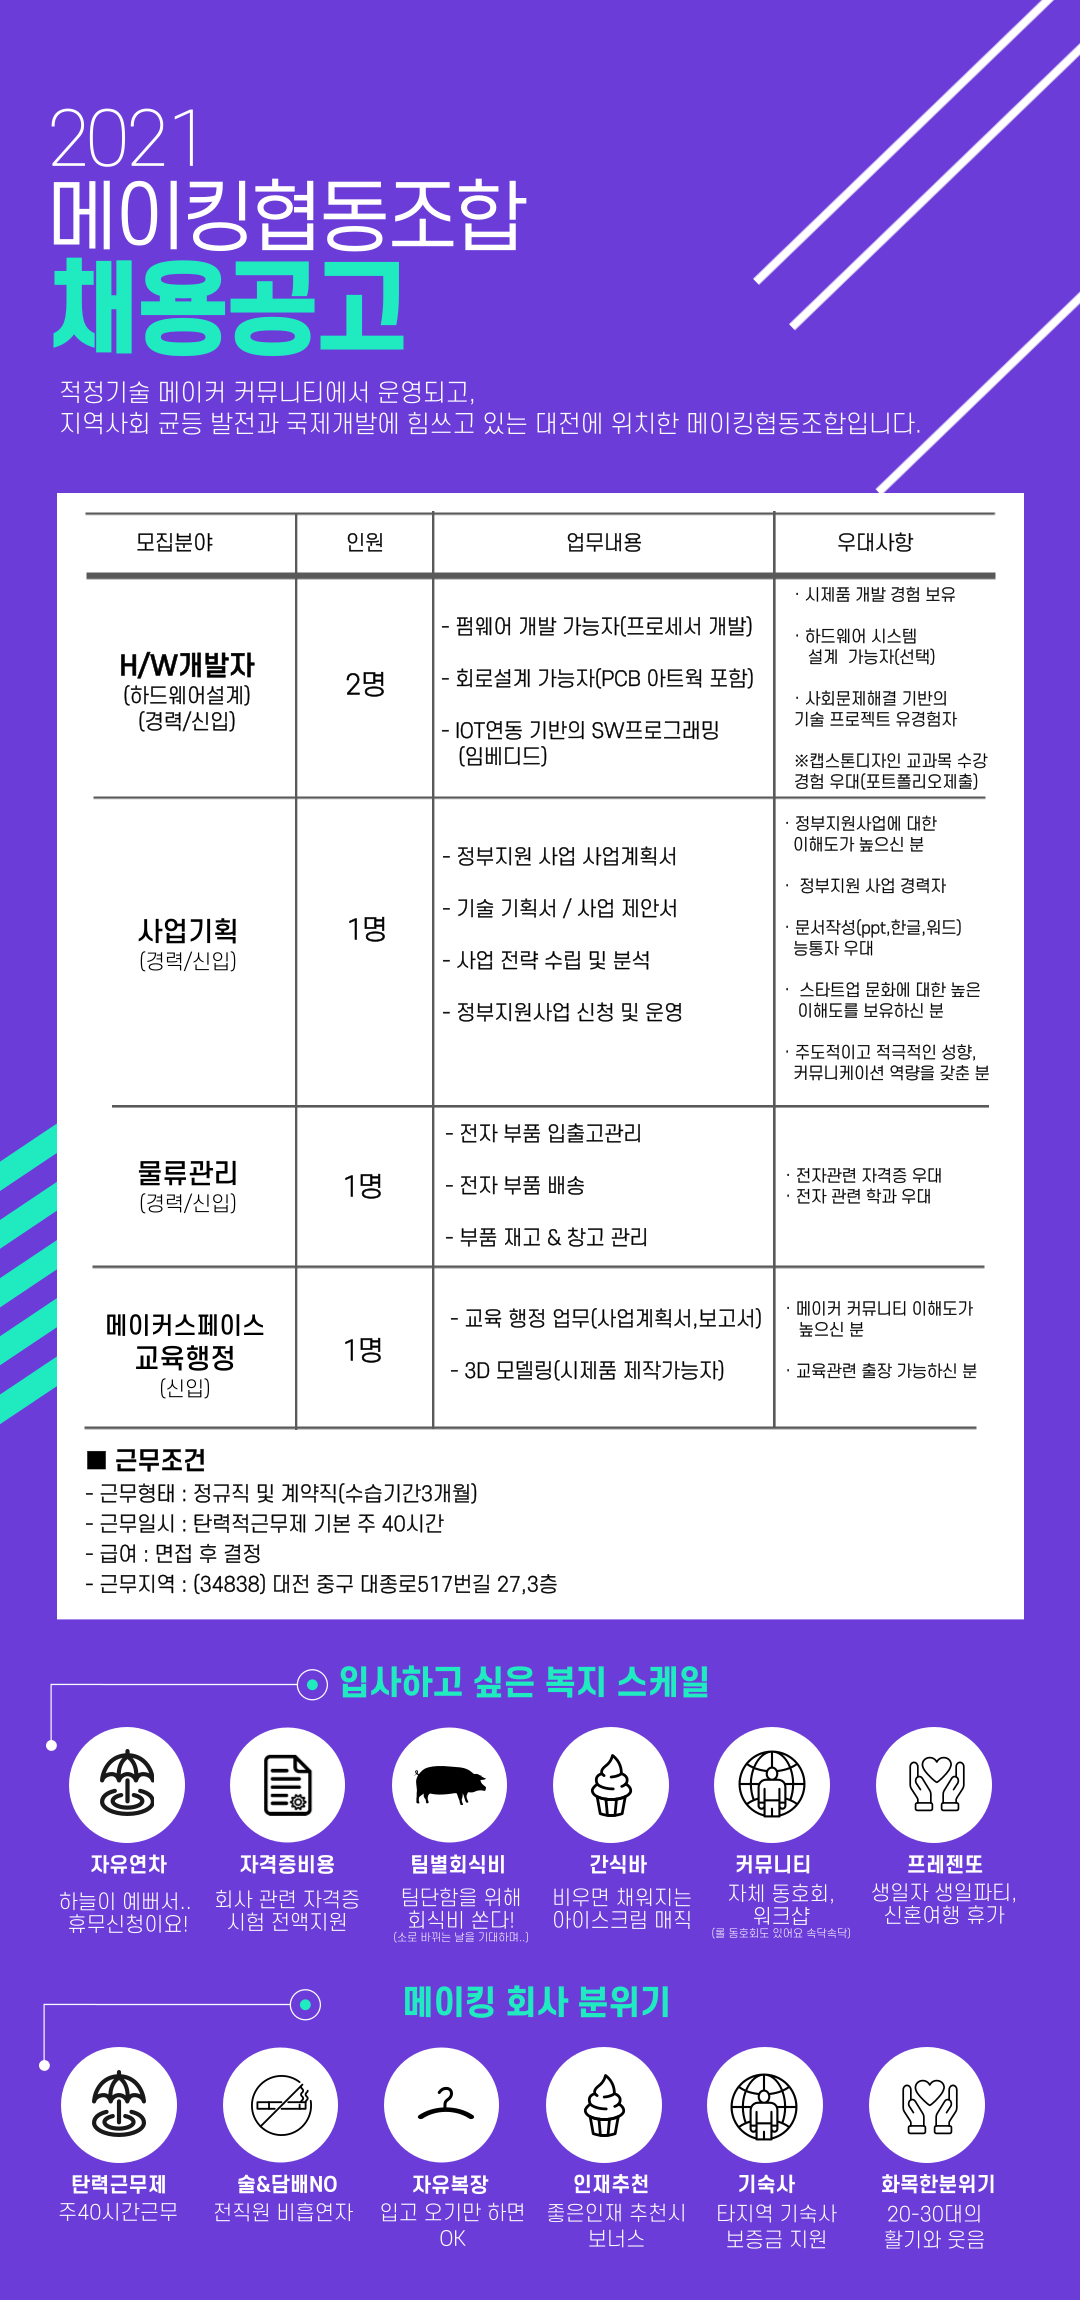 2021
메이킹협동조합
채용공고
적정기술 메이커 커뮤니티에서 운영되고,
지역사회 균등 발전과 국제개발에 힘쓰고 있는 대전에 위치한 메이킹협동조합입니다.
모집분야
인원
업무내용
우대사항
H/W개발자
(하드웨어설계)
(경력/신입)
2명
- 펌웨어 개발 가능자(프로세서 개발)
- 회로설계 가능자(PCB 아트웍 포함)
- IOT연동 기반의 SW프로그래밍
(임베디드)
· 시제품 개발 경험 보유
· 하드웨어 시스템
설계 가능자(선택)
· 사회문제해결 기반의
기술 프로젝트 유경험자
※캡스톤디자인 교과목 수강
경험 우대(포트폴리오제출)
사업기획
(경력/신입)
1명
- 정부지원 사업 사업계획서
- 기술 기획서 / 사업 제안서
- 사업 전략 수립 및 분석
- 정부지원사업 신청 및 운영
· 정부지원사업에 대한
이해도가 높으신 분
· 정부지원 사업 경력자
· 문서작성(ppt,한글,워드)
능통자 우대
· 스타트업 문화에 대한 높은
이해도를 보유하신 분
· 주도적이고 적극적인 성향,
커뮤니케이션 역량을 갖춘 분
물류관리
(경력/신입)
1명
- 전자 부품 입출고관리
- 전자 부품 배송
- 부품 재고 & 창고 관리
· 전자관련 자격증 우대
· 전자 관련 학과 우대
메이커스페이스
교육행정
(신입)
1명
- 교육 행정 업무(사업계획서,보고서)
- 3D 모델링(시제품 제작가능자)
· 메이커 커뮤니티 이해도가
높으신 분
· 교육관련 출장 가능하신 분
■ 근무조건
- 근무형태 : 정규직 및 계약직(수습기간3개월)
- 근무일시 : 탄력적근무제 기본 주 40시간
- 급여 : 면접 후 결정
- 근무지역 : (34838) 대전 중구 대종로517번길 27,3층
입사하고 싶은 복지 스케일
자유연차
하늘이 예뻐서..
휴무신청이요!
자격증비용
회사 관련 자격증
시험 전액지원
팀별회식비
팀단합을 위해
회식비 쏜다!
(소로 바뀌는 날을 기대하며..)
간식바
비우면 채워지는
아이스크림 매직
커뮤니티
자체 동호회,
워크샵
(롤 동호회도 있어요 속닥속닥)
프레젠또
생일자 생일파티,
신혼여행 휴가
메이킹 회사 분위기
탄력근무제
주40시간근무
술&담배NO
전직원 비흡연자
자유복장
입고 오기만 하면
OK
인재추천
좋은인재 추천시
보너스
기숙사
타지역 기숙사
보증금 지원
화목한분위기
20-30대의
활기와 웃음